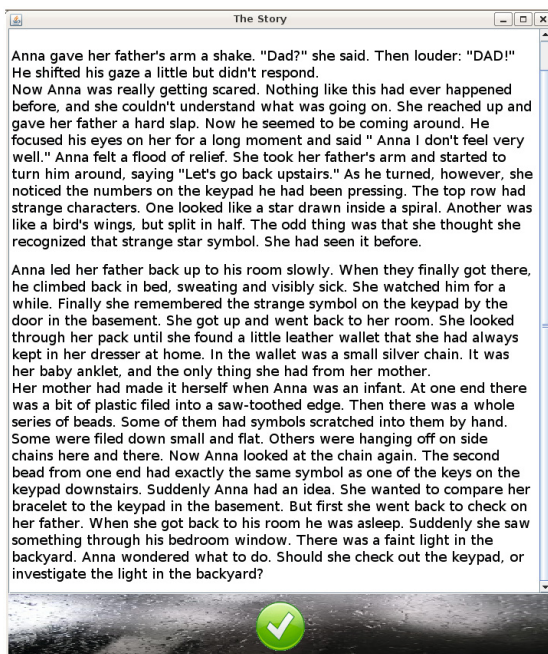 The Story
Anna gave her father's arm a shake. "Dad?" she said. Then louder: "DAD!"
He shifted his gaze a little but didn't respond.
Now Anna was really getting scared. Nothing like this had ever happened
before, and she couldn't understand what was going on. She reached up and
gave her father a hard slap. Now he seemed to be coming around. He
focused his eyes on her for a long moment and said " Anna I don't feel very
well." Anna felt a flood of relief. She took her father's arm and started to
turn him around, saying "Let's go back upstairs." As he turned, however, she
noticed the numbers on the keypad he had been pressing. The top row had
strange characters. One looked like a star drawn inside a spiral. Another was
like a bird's wings, but split in half. The odd thing was that she thought she
recognized that strange star symbol. She had seen it before.
Anna led her father back up to his room slowly. When they finally got there,
he climbed back in bed, sweating and visibly sick. She watched him for a
while. Finally she remembered the strange symbol on the keypad by the
door in the basement. She got up and went back to her room. She looked
through her pack until she found a little leather wallet that she had always
kept in her dresser at home. In the wallet was a small silver chain. It was
her baby anklet, and the only thing she had from her mother.
Her mother had made it herself when Anna was an infant. At one end there
was a bit of plastic filed into a saw-toothed edge. Then there was a whole
series of beads. Some of them had symbols scratched into them by hand.
Some were filed down small and flat. Others were hanging off on side
chains here and there. Now Anna looked at the chain again. The second
bead from one end had exactly the same symbol as one of the keys on the
keypad downstairs. Suddenly Anna had an idea. She wanted to compare her
bracelet to the keypad in the basement. But first she went back to check on
her father. When she got back to his room he was asleep. Suddenly she saw
something through his bedroom window. There was a faint light in the
backyard. Anna wondered what to do. Should she check out the keypad, or
investigate the light in the backyard?